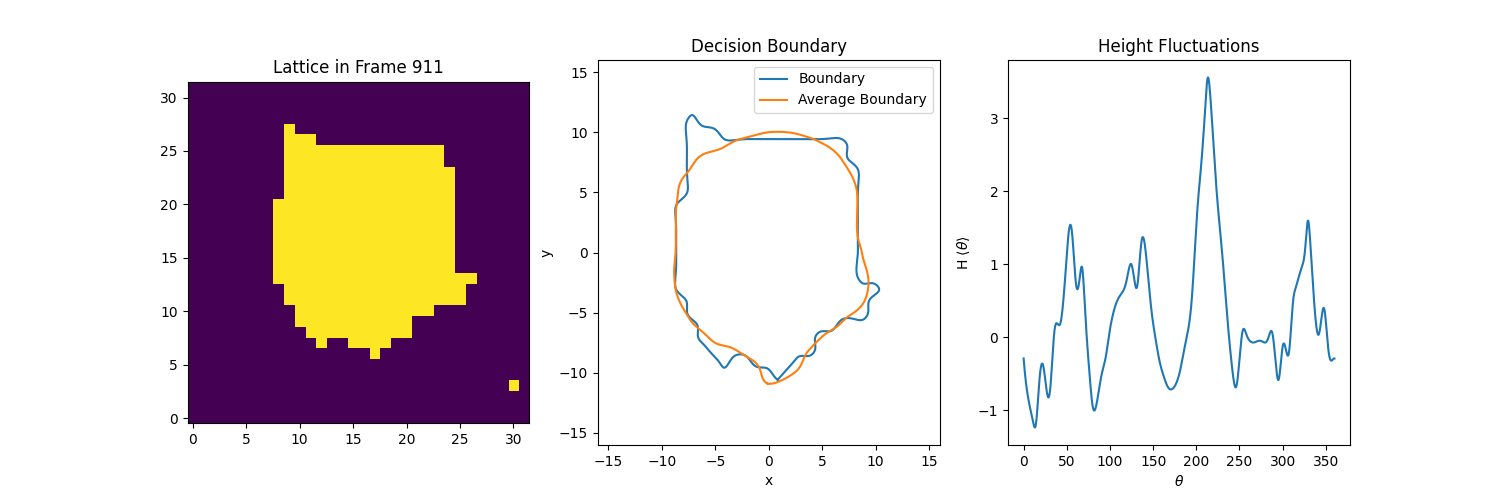 Lattice in Frame 911
30
25
20
15
10
5
0
0 5 10 15 20 25 30
Decision Boundary
Boundary
Average Boundary
15
10
5
0
−5
−10
−15
y
−15 −10 −5 0 5 10 15
x
Height Fluctuations
3
2
1
0
−1
H (θ)
0 50 100 150 200 250 300 350
θ